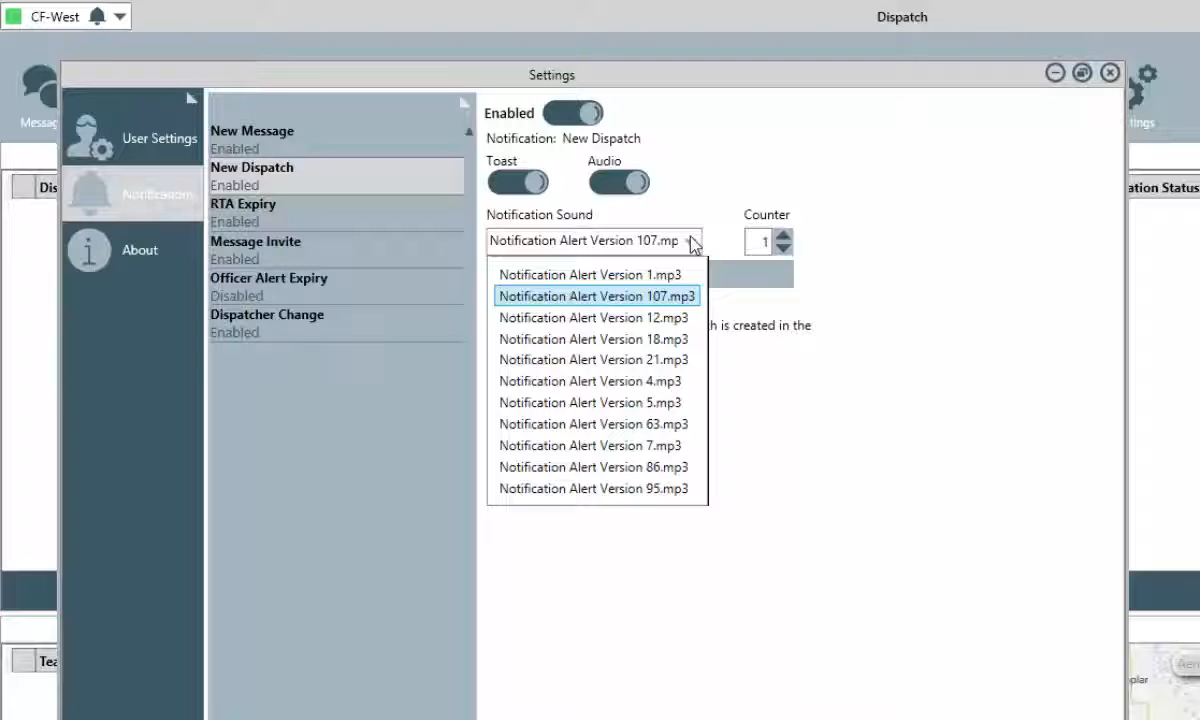 CF-West
Dispatch
Settings
User Settings
Notifications
About
New Message
Enabled
New Dispatch
Enabled
RTA Expiry
Enabled
Message Invite
Enabled
Officer Alert Expiry
Disabled
Dispatcher Change
Enabled
Enabled
Notification: New Dispatch
Toast Audio
Notification Sound Counter
Notification Alert Version 107.mp 1
Notification Alert Version 1.mp3
Notification Alert Version 107.mp3
Notification Alert Version 12.mp3
h is created in the
Notification Alert Version 18.mp3
Notification Alert Version 21.mp3
Notification Alert Version 4.mp3
Notification Alert Version 5.mp3
Notification Alert Version 63.mp3
Notification Alert Version 7.mp3
Notification Alert Version 86.mp3
Notification Alert Version 95.mp3
Messag
Dis
Tea
tings
ation Status
plar